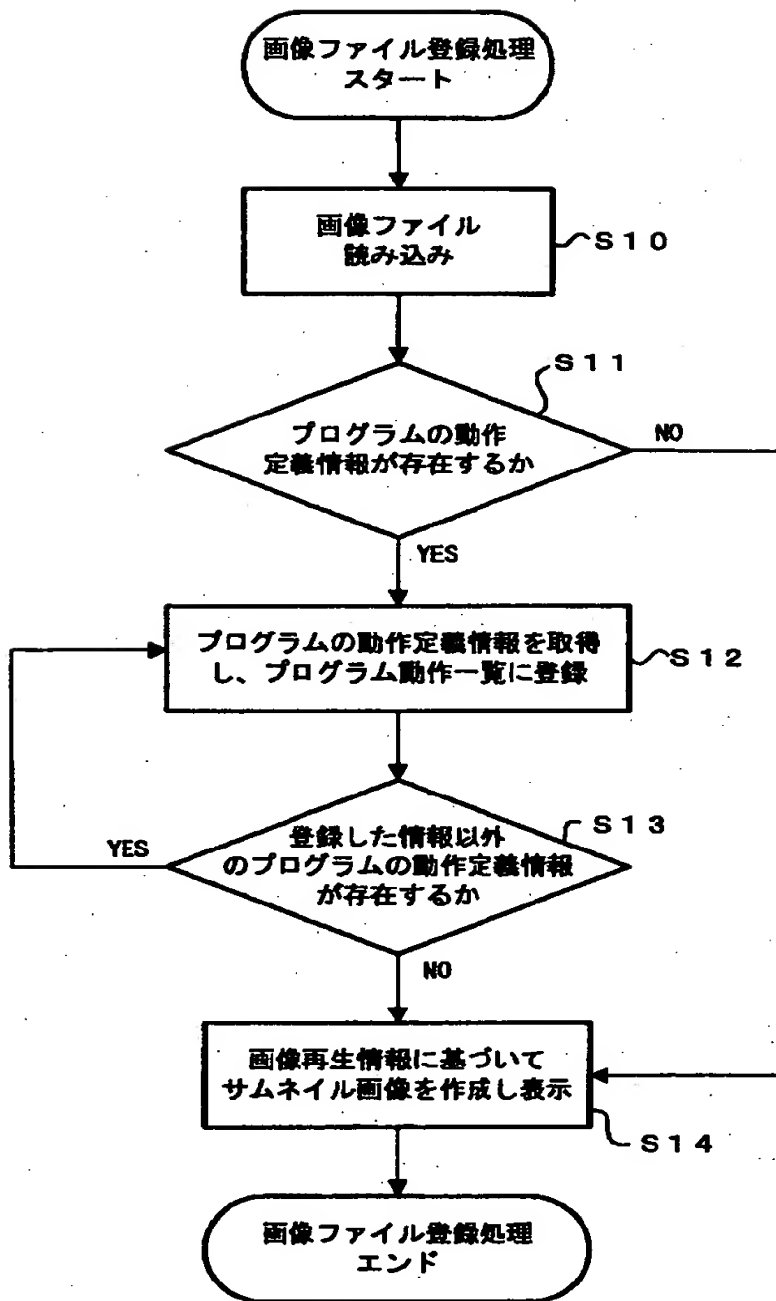 画像ファイル登録処理
スタート
画像ファイル
読み込み
S10
S11
プログラムの動作
定義情報が存在するか
NO
YES
プログラムの動作定義情報を取得
し、プログラム動作一覧に登録
S12
登録した情報以外
のプログラムの動作定義情報
が存在するか
S13
YES
NO
画像再生情報に基づいて
サムネイル画像を作成し表示
S14
画像ファイル登録処理
エンド